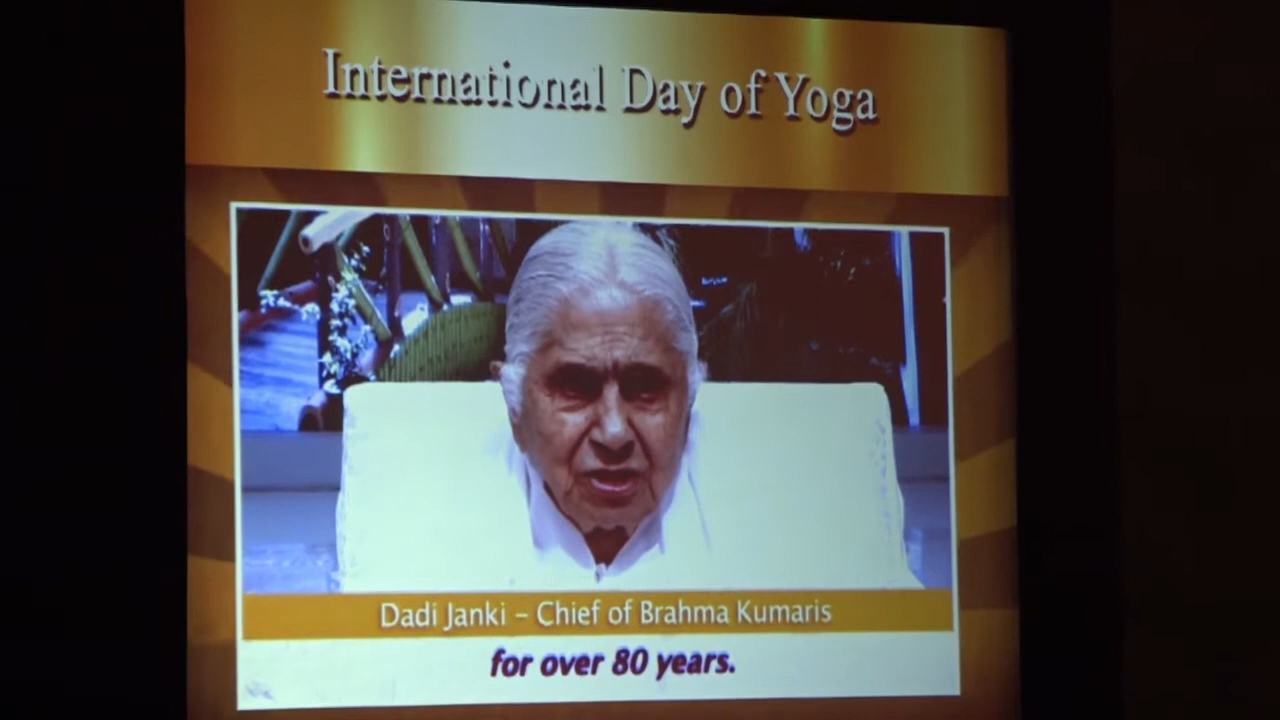 International Day of Yoga
Dadi Janki – Chief of Brahma Kumaris
for over 80 years.